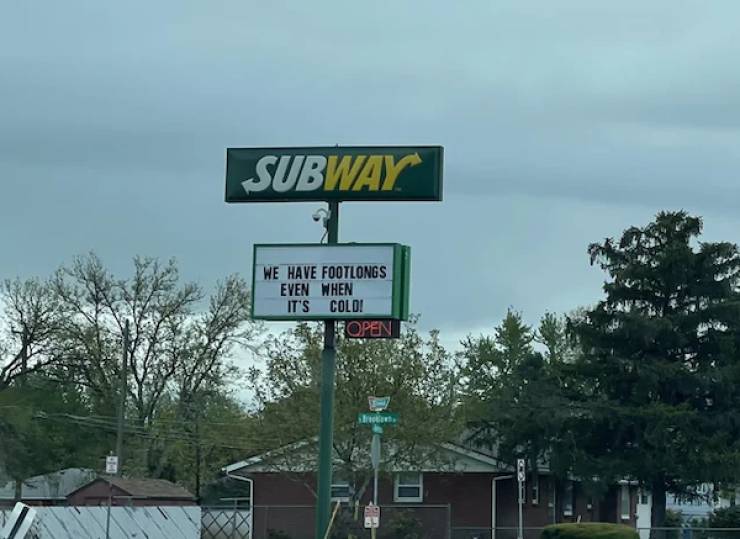 SUBWAY
WE HAVE FOOTLONGS
EVEN WHEN
IT'S COLD!
OPEN